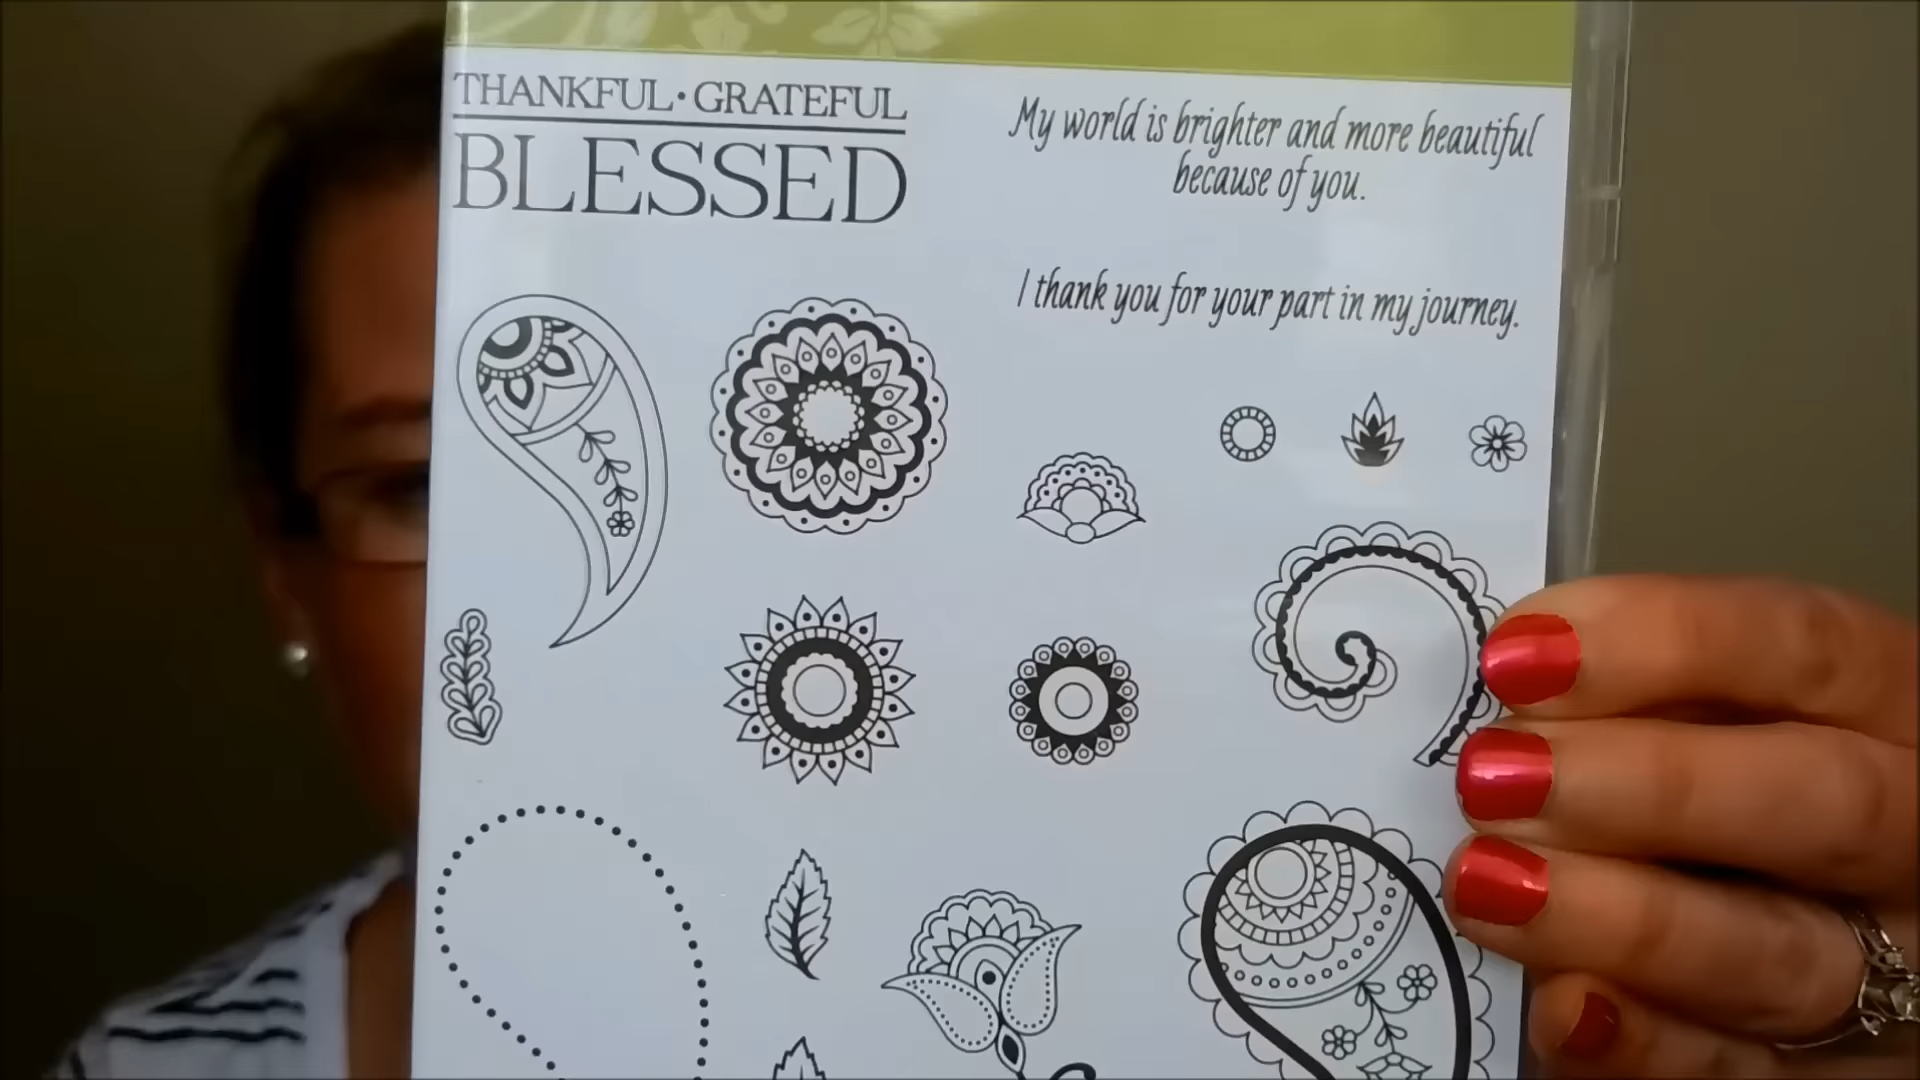 THANKFUL•GRATEFUL
BLESSED
My world is brighter and more beautiful
because of you.
I thank you for your part in my journey.